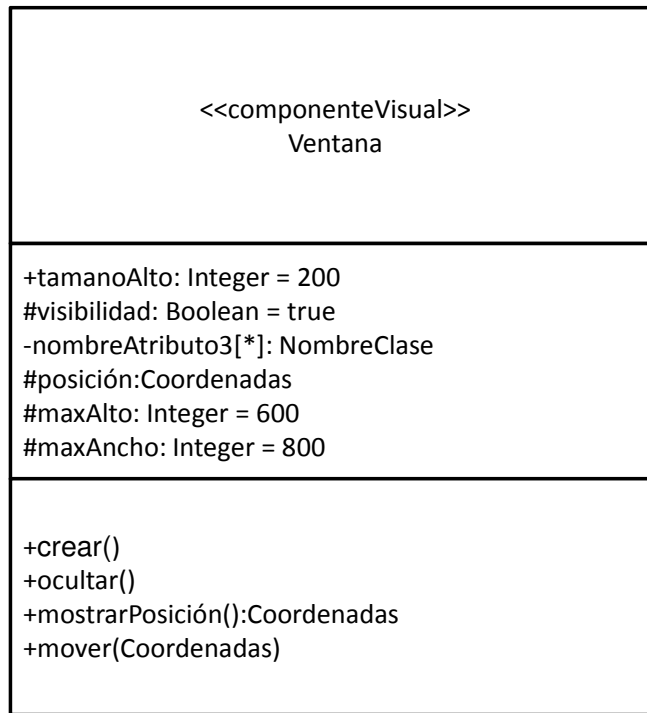 <<componenteVisual>>
Ventana
+tamanoAlto: Integer = 200
#visibilidad: Boolean = true
-nombreAtributo3[*]: NombreClase
#posición:Coordenadas
#maxAlto: Integer = 600
#maxAncho: Integer = 800
+crear()
+ocultar()
+mostrarPosición():Coordenadas
+mover(Coordenadas)